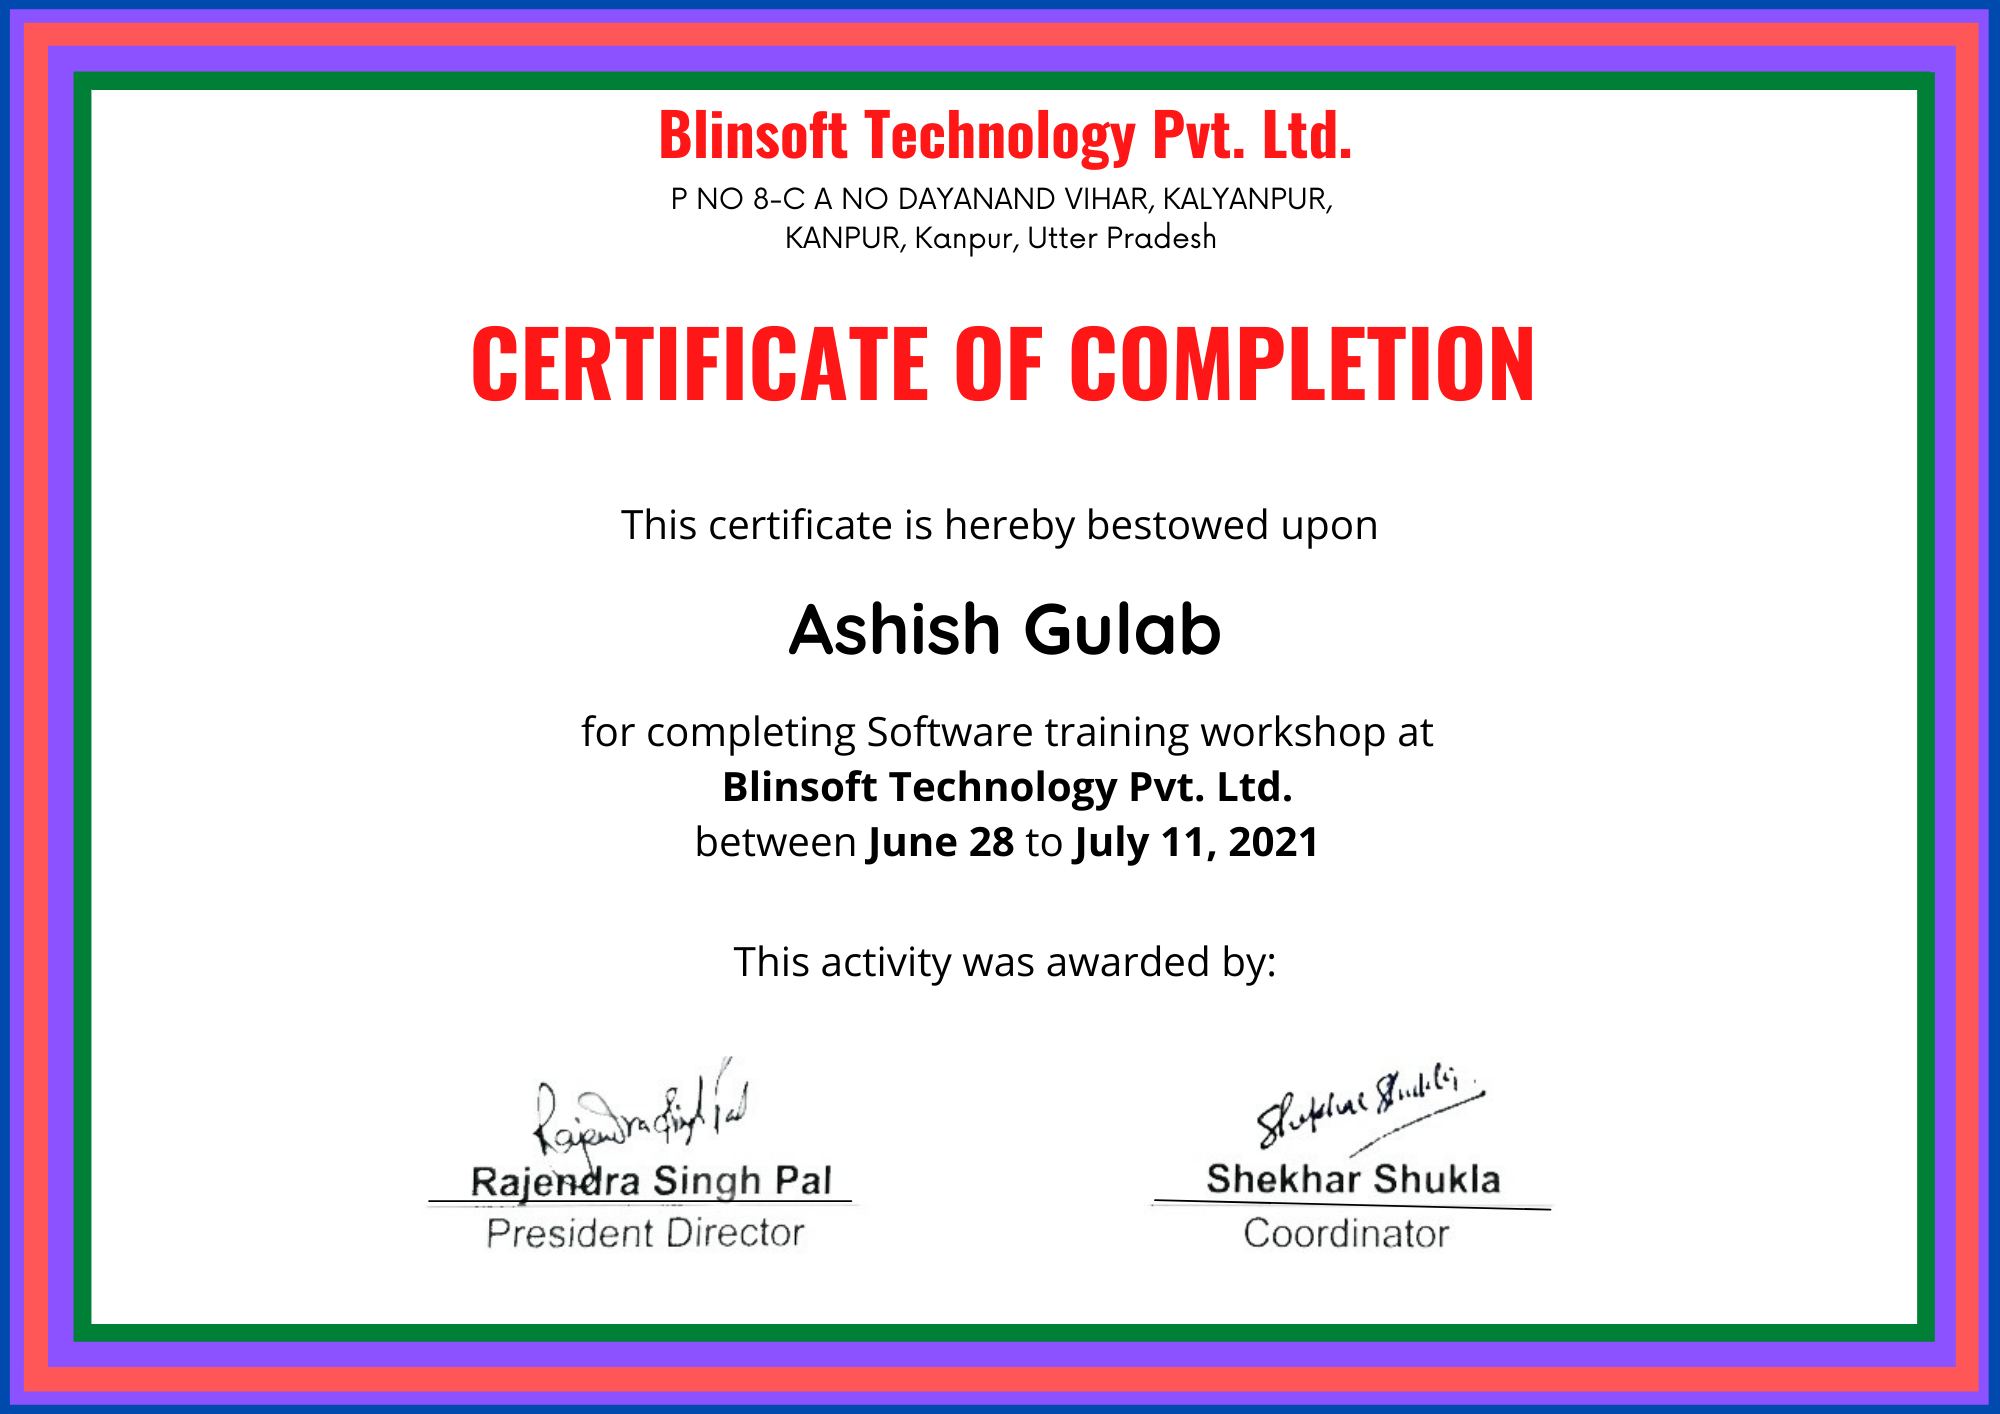 Blinsoft Technology Pvt. Ltd.
P NO 8-C A NO DAYANAND VIHAR, KALYANPUR,
KANPUR, Kanpur, Utter Pradesh
CERTIFICATE OF COMPLETION
This certificate is hereby bestowed upon
Ashish Gulab
for completing Software training workshop at
Blinsoft Technology Pvt. Ltd.
between June 28 to July 11, 2021
This activity was awarded by:
Rajendra Singh Pal
Shekhar Shukla
Rajendra Singh Pal
Shekhar Shukla
President Director
Coordinator